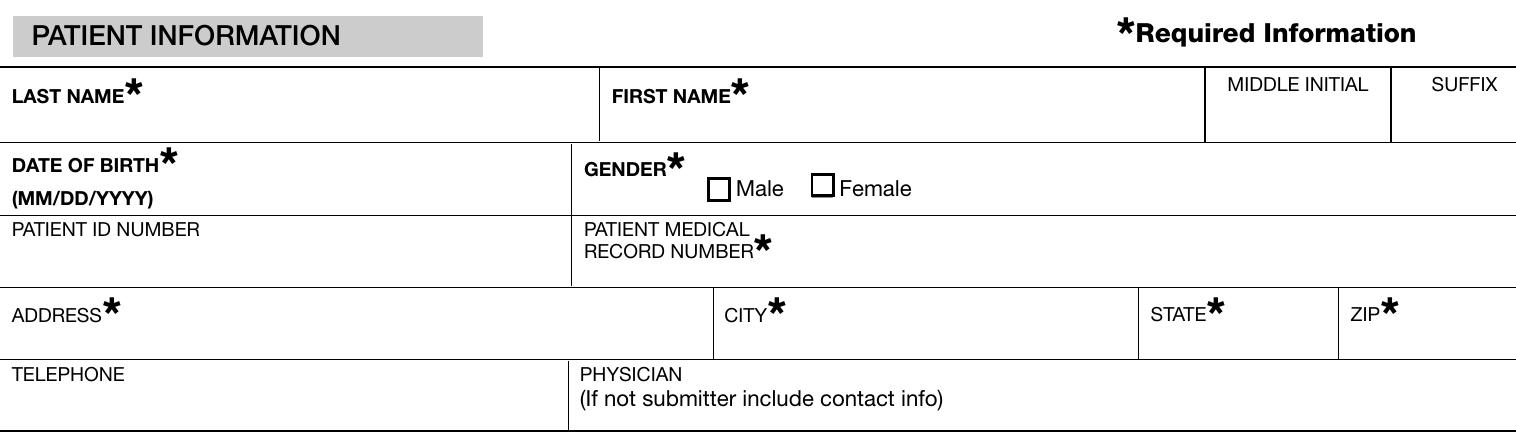 PATIENT INFORMATION
*Required Information
LAST NAME*
FIRST NAME*
MIDDLE INITIAL
SUFFIX
DATE OF BIRTH*
(MM/DD/YYYY)
GENDER*
Male
Female
PATIENT ID NUMBER
PATIENT MEDICAL
RECORD NUMBER*
ADDRESS*
CITY*
STATE*
ZIP*
TELEPHONE
PHYSICIAN
(If not submitter include contact info)